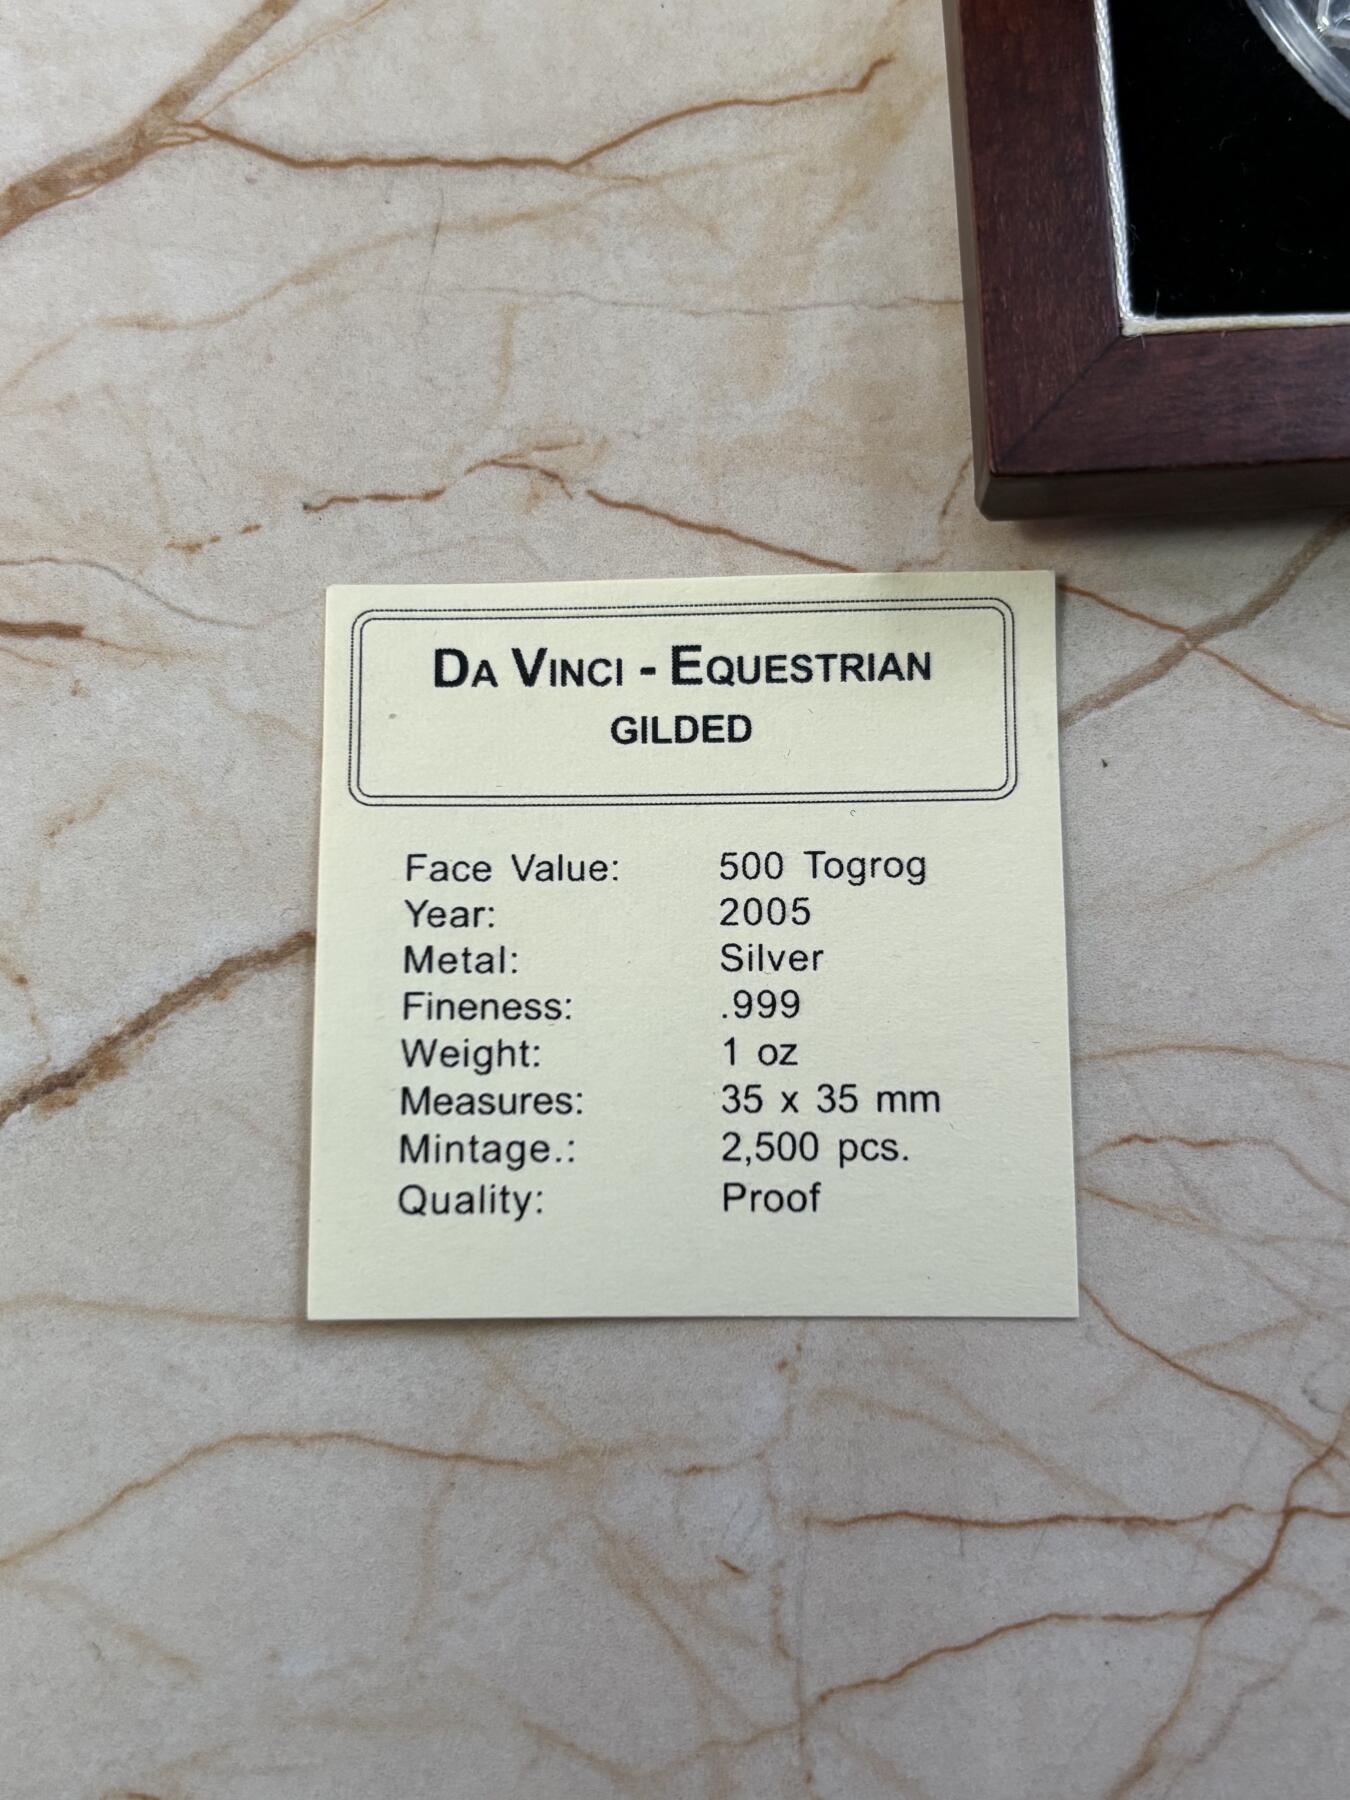 DA VINCI - EQUESTRIAN
GILDED
Face Value: 500 Togrog
Year: 2005
Metal: Silver
Fineness: .999
Weight: 1 oz
Measures: 35 x 35 mm
Mintage.: 2,500 pcs.
Quality: Proof